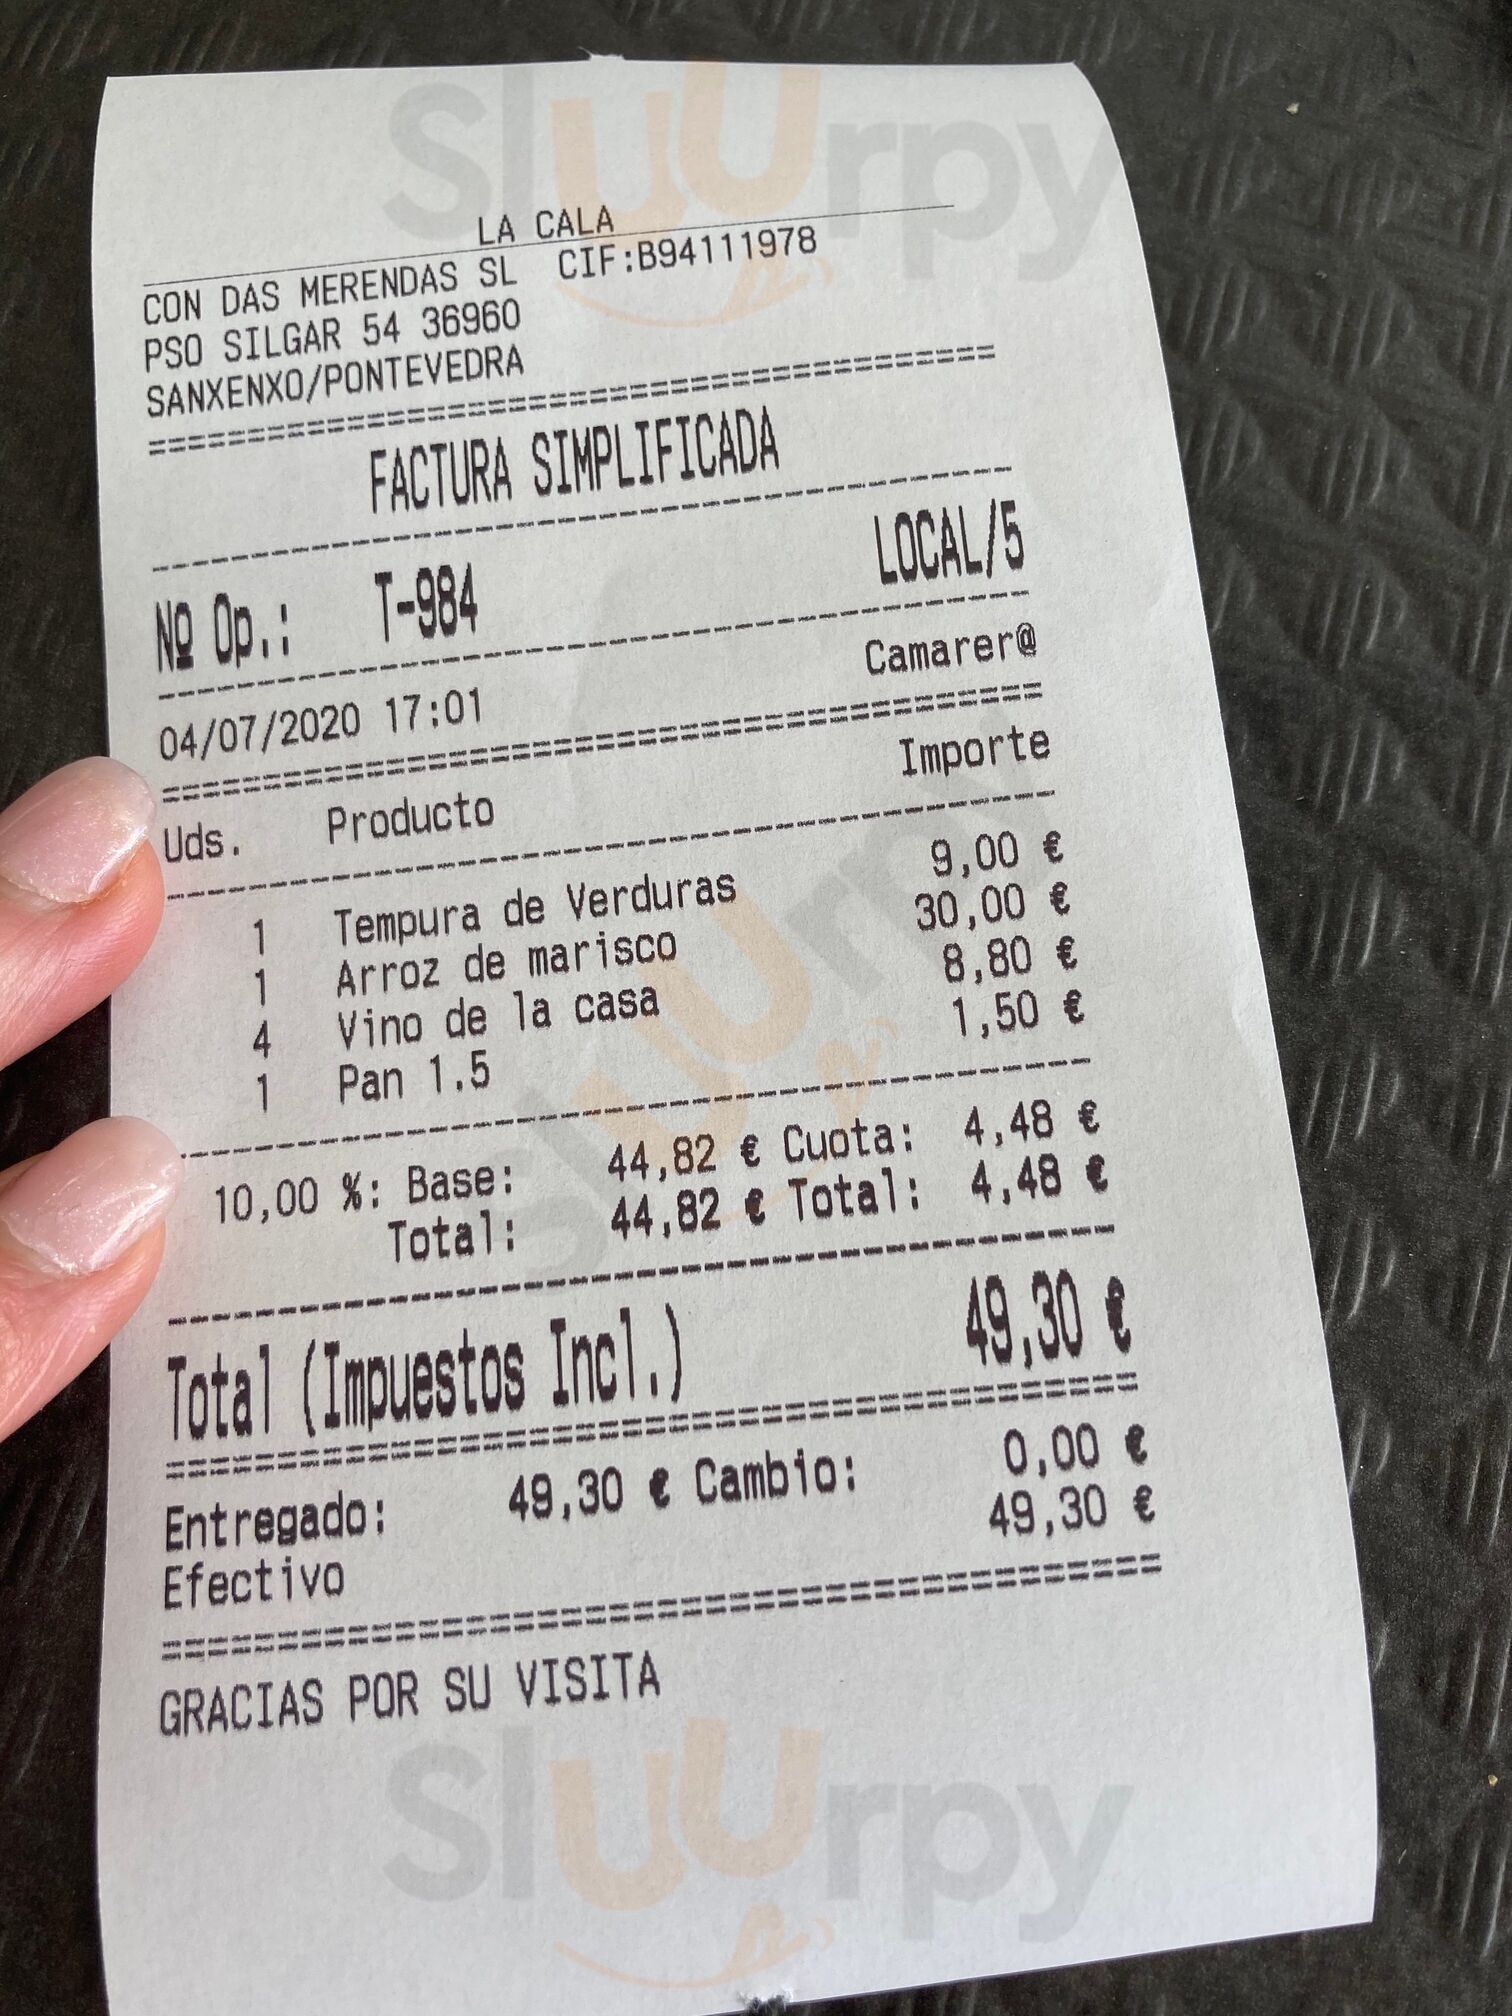 Sluurpy
LA CALA
CON DAS MERENDAS SL CIF:B94111978
PSO SILGAR 54 36960
SANXENXO/PONTEVEDRA
===========================================
FACTURA SIMPLIFICADA
-------------------------------------------
Nº Op.: T-984 LOCAL/5
-------------------------------------------
04/07/2020 17:01 Camarer@
===========================================
Uds. Producto Importe
-------------------------------------------
1 Tempura de Verduras 9,00 €
1 Arroz de marisco 30,00 €
4 Vino de la casa 8,80 €
1 Pan 1.5 1,50 €
-------------------------------------------
10,00 %: Base: 44,82 € Cuota: 4,48 €
Total: 44,82 € Total: 4,48 €
-------------------------------------------
Total (Impuestos Incl.) 49,30 €
===========================================
Entregado: 49,30 € Cambio: 0,00 €
Efectivo 49,30 €
===========================================
GRACIAS POR SU VISITA
Sluurpy